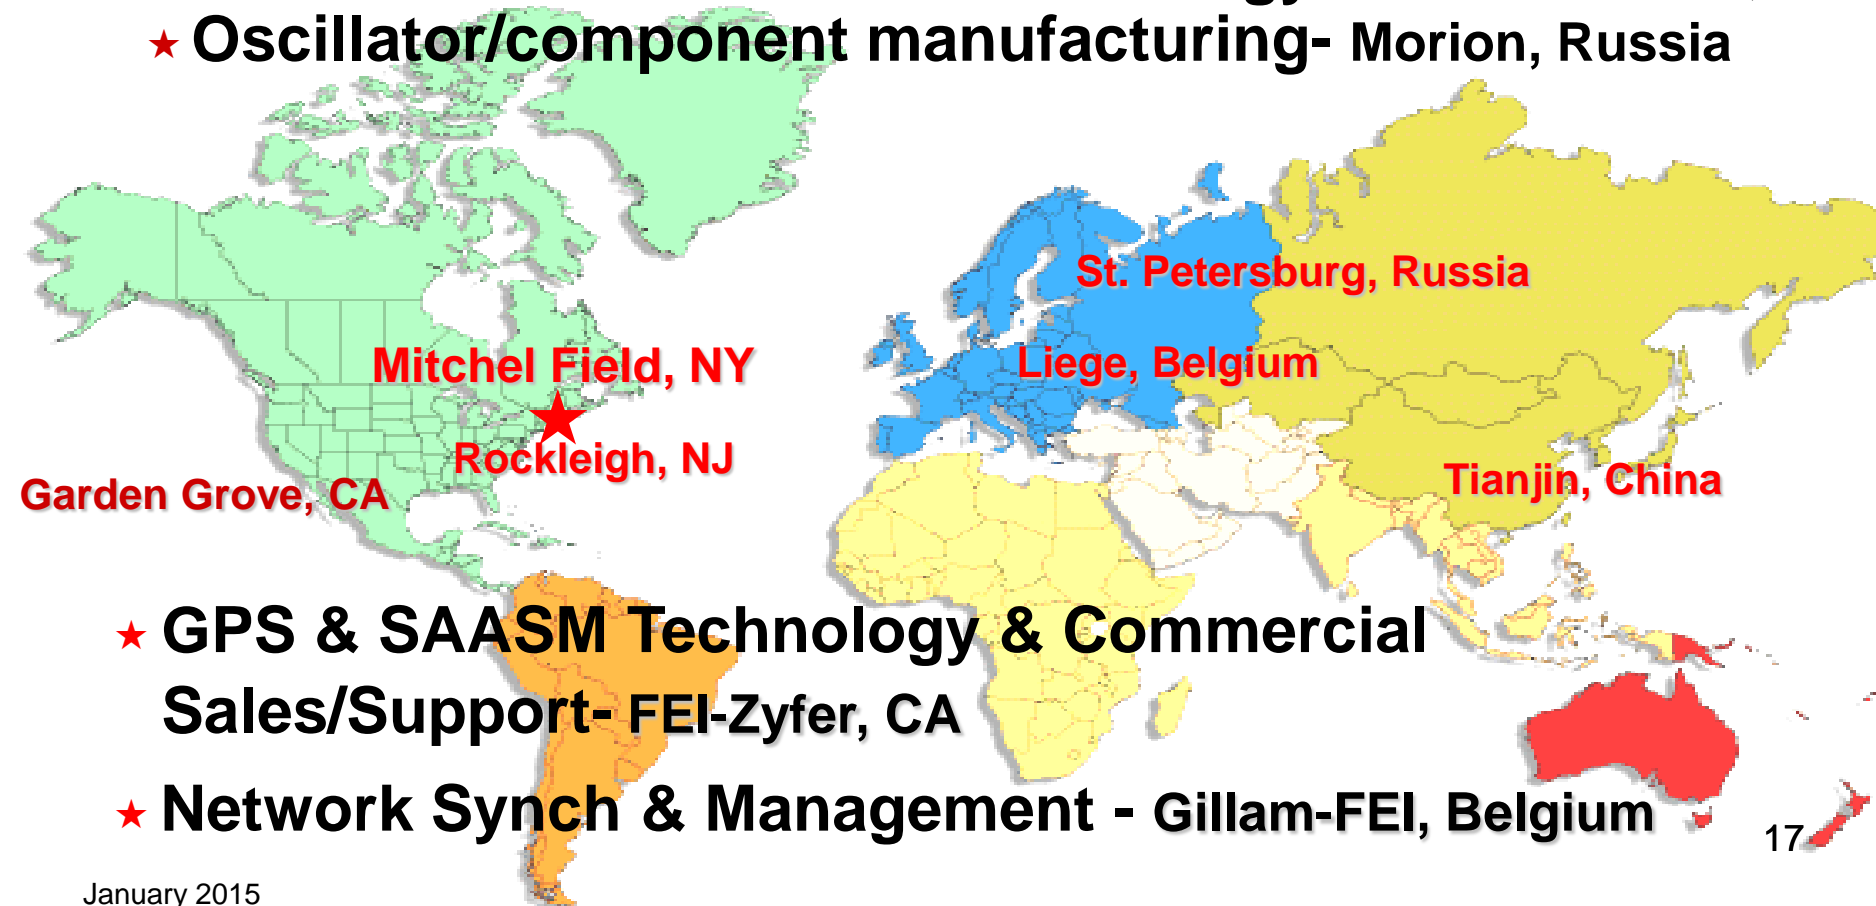 ★ Oscillator/component manufacturing- Morion, Russia
St. Petersburg, Russia
Mitchel Field, NY
Liege, Belgium
Rockleigh, NJ
Garden Grove, CA
Tianjin, China
★ GPS & SAASM Technology & Commercial
Sales/Support- FEI-Zyfer, CA
★ Network Synch & Management - Gillam-FEI, Belgium
17
January 2015